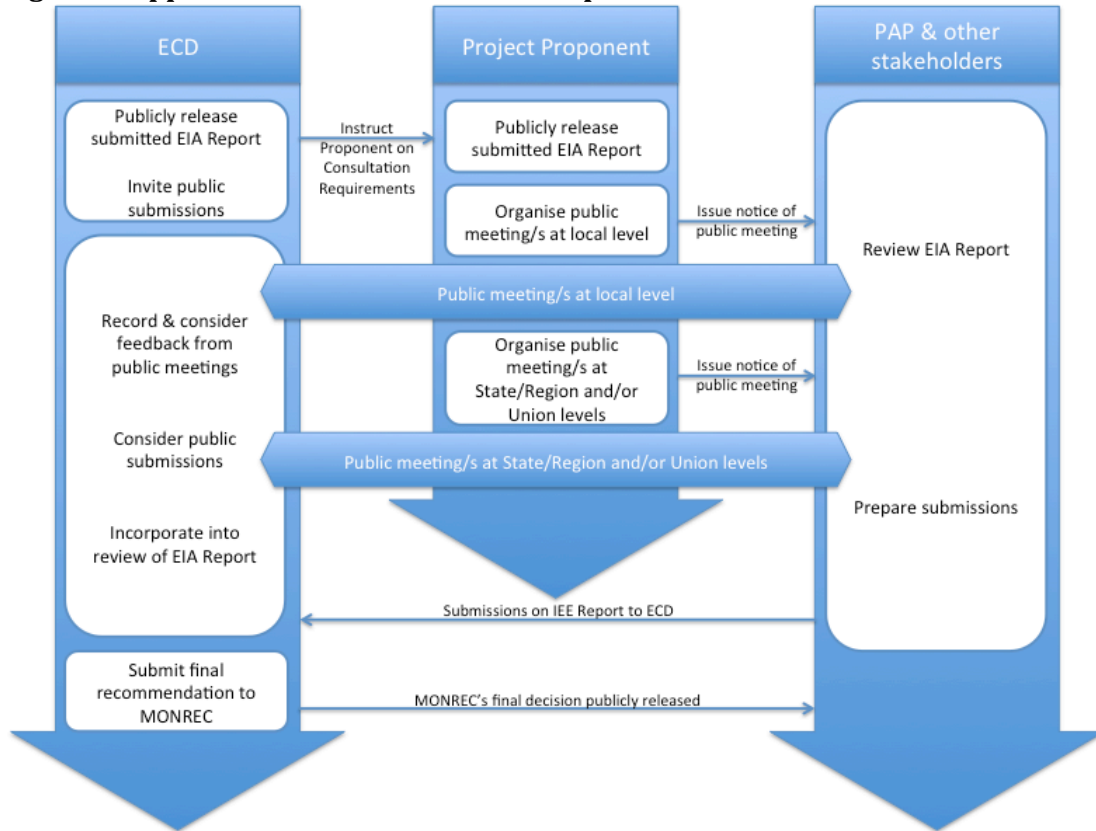 ECD
Project Proponent
PAP & other
stakeholders
Publicly release
submitted EIA Report
Invite public
submissions
Instruct
Proponent on
Consultation
Requirements
Publicly release
submitted EIA Report
Organise public
meeting/s at local level
Issue notice of
public meeting
Review EIA Report
Public meeting/s at local level
Record & consider
feedback from
public meetings
Organise public
meeting/s at
State/Region and/or
Union levels
Issue notice of
public meeting
Consider public
submissions
Public meeting/s at State/Region and/or Union levels
Prepare submissions
Incorporate into
review of EIA Report
Submissions on IEE Report to ECD
Submit final
recommendation to
MONREC
MONREC's final decision publicly released